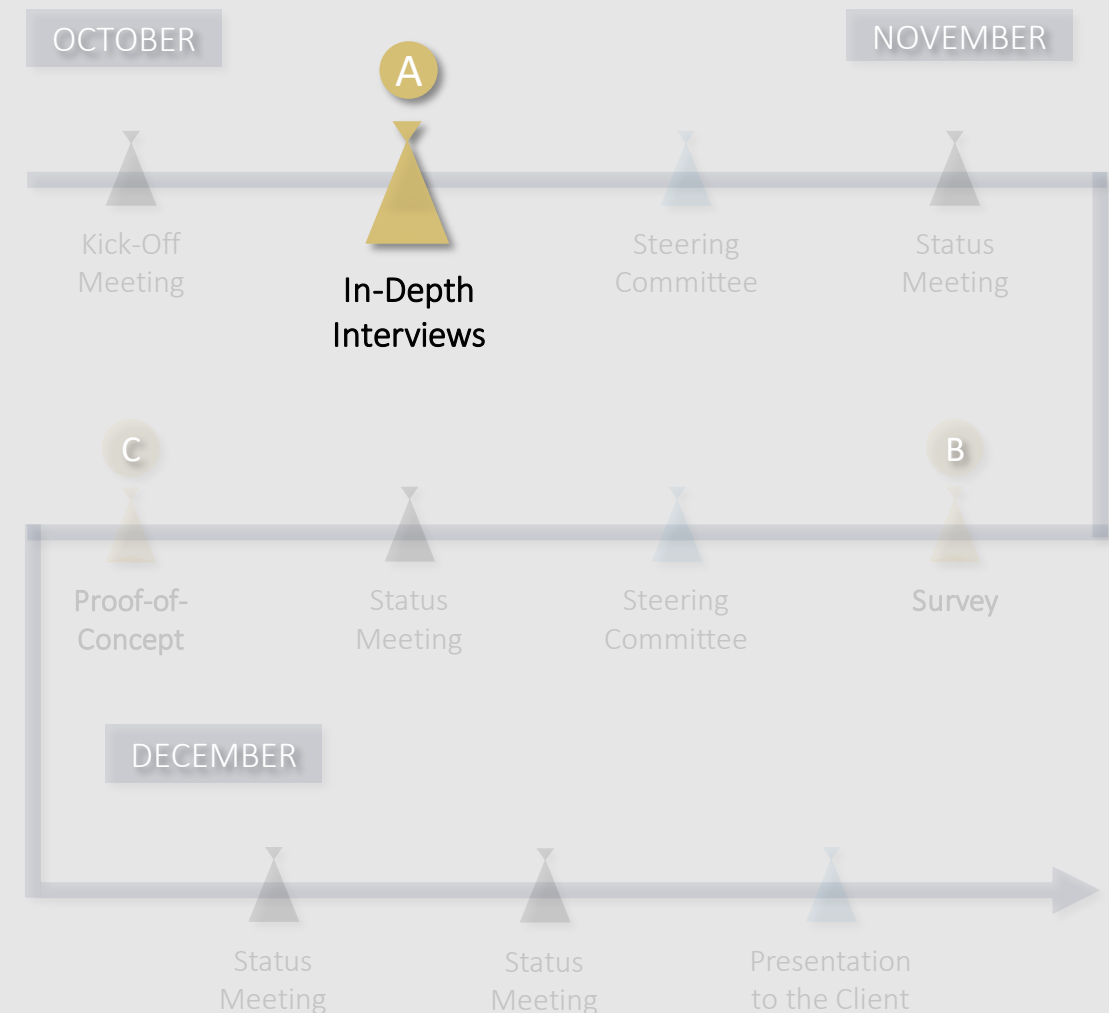 OCTOBER
NOVEMBER
A
Kick-Off
Meeting
In-Depth
Interviews
Steering
Committee
Status
Meeting
C
B
Proof-of-
Concept
Status
Meeting
Steering
Committee
Survey
DECEMBER
Status
Meeting
Status
Meeting
Presentation
to the Client